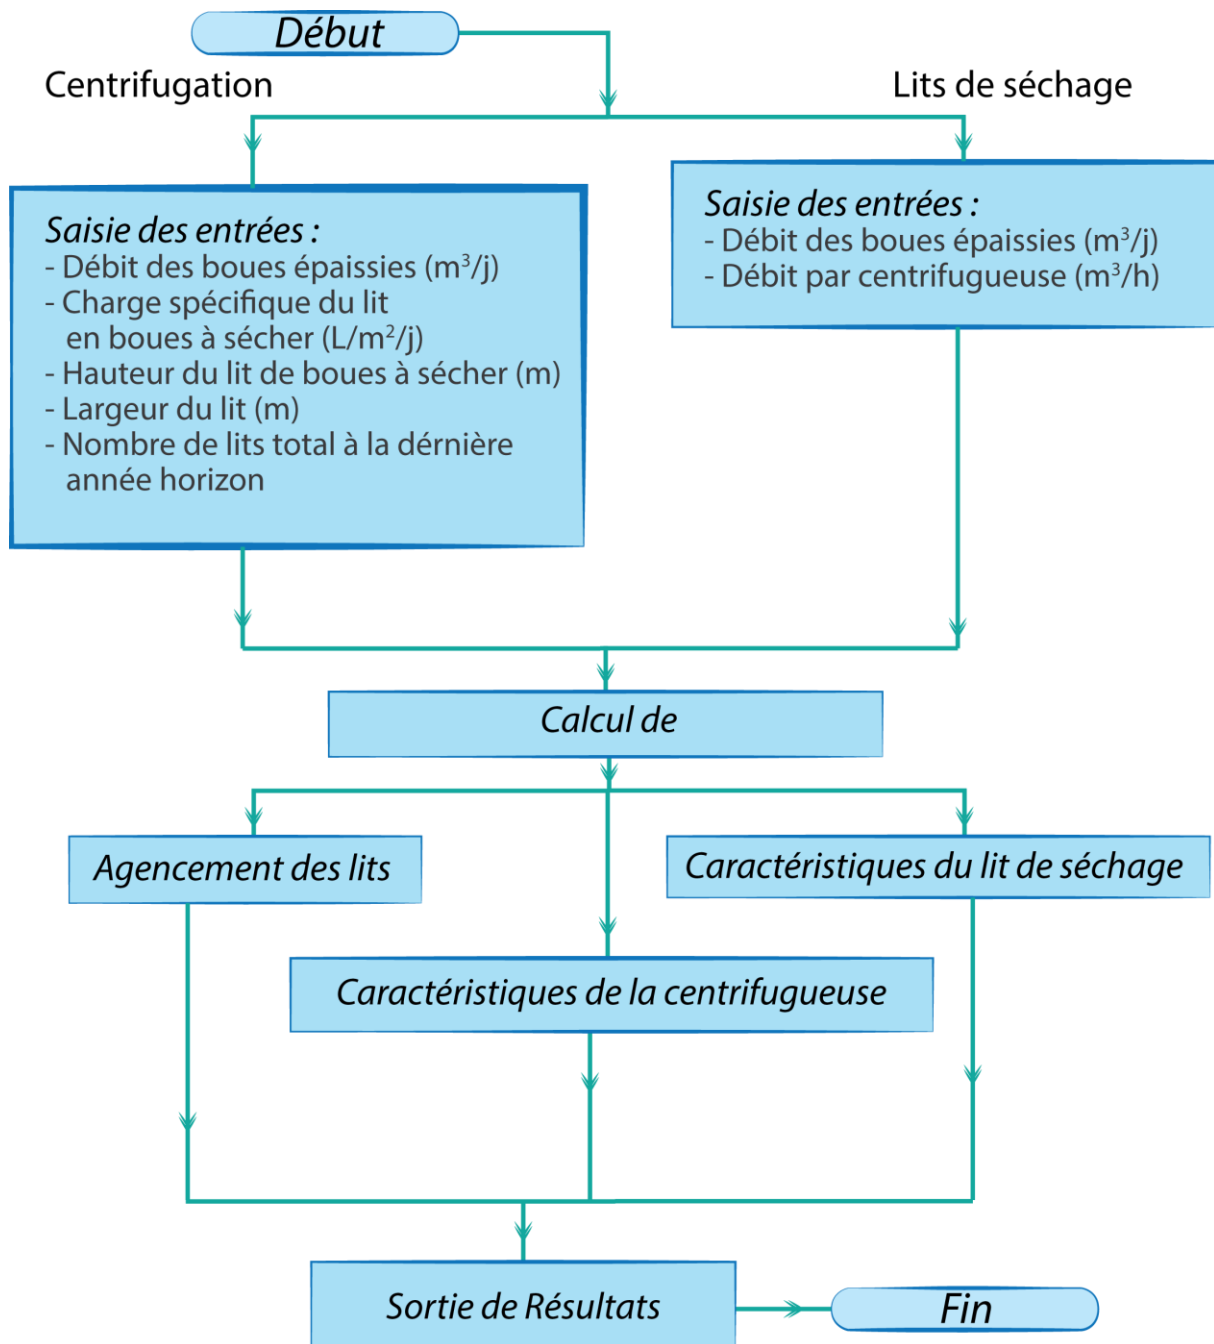 Début
Centrifugation
Lits de séchage
Saisie des entrées :
- Débit des boues épaissies (m³/j)
- Charge spécifique du lit
en boues à sécher (L/m²/j)
- Hauteur du lit de boues à sécher (m)
- Largeur du lit (m)
- Nombre de lits total à la dérnière
année horizon
Saisie des entrées :
- Débit des boues épaissies (m³/j)
- Débit par centrifugueuse (m³/h)
Calcul de
Agencement des lits
Caractéristiques du lit de séchage
Caractéristiques de la centrifugueuse
Sortie de Résultats
Fin